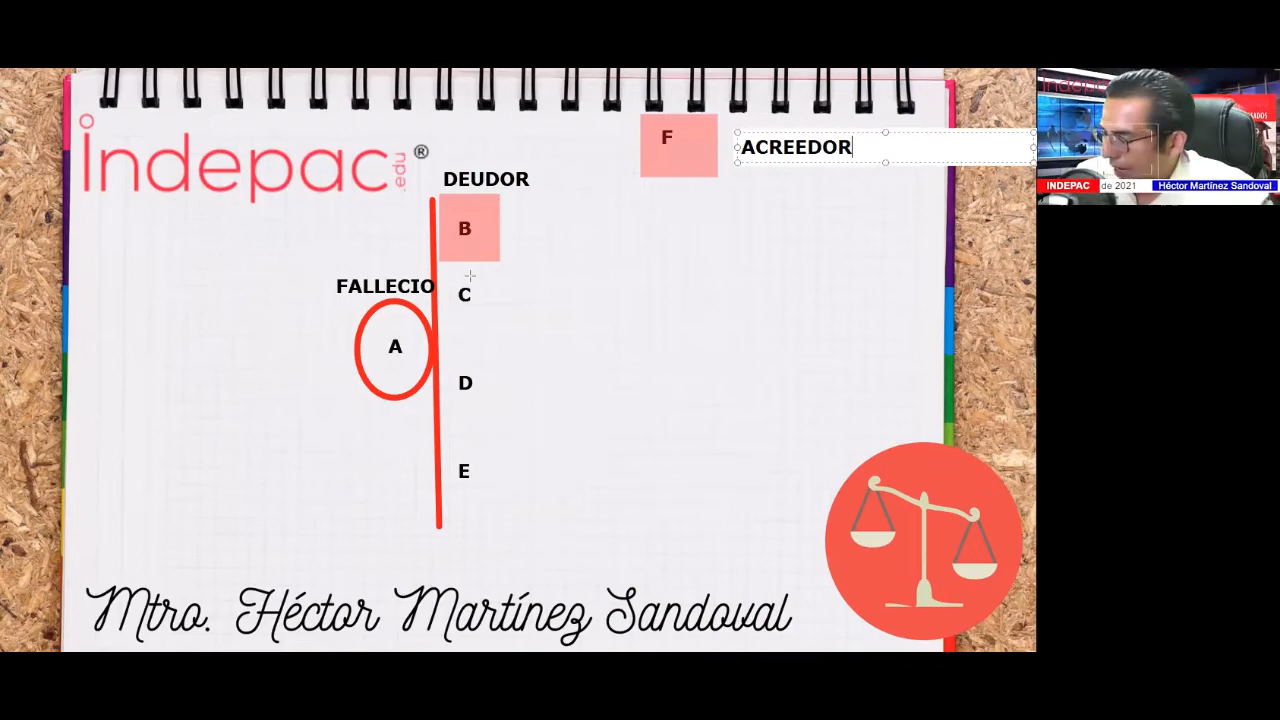 indepac.edu ®
F
ACREEDOR
DEUDOR
B
FALLECIO
C
A
D
E
Mtro. Héctor Martínez Sandoval
INDEPAC
de 2021
Héctor Martínez Sandoval